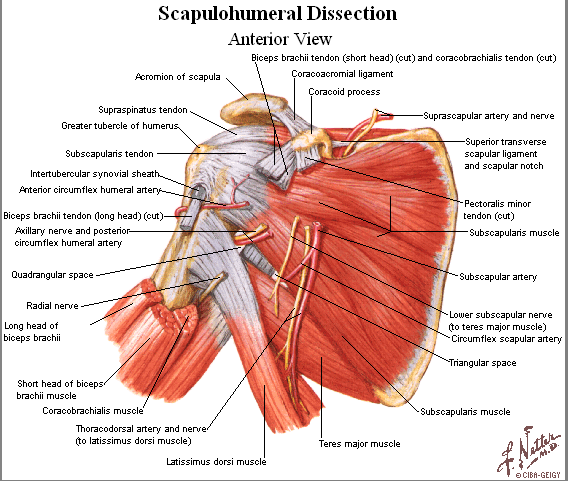 Scapulohumeral Dissection
Anterior View
Biceps brachii tendon (short head) (cut) and coracobrachialis tendon (cut)
Acromion of scapula
Coracoacromial ligament
Coracoid process
Supraspinatus tendon
Suprascapular artery and nerve
Greater tubercle of humerus
Superior transverse
scapular ligament
and scapular notch
Subscapularis tendon
Intertubercular synovial sheath
Anterior circumflex humeral artery
Pectoralis minor
tendon (cut)
Biceps brachii tendon (long head) (cut)
Axillary nerve and posterior
circumflex humeral artery
Subscapularis muscle
Quadrangular space
Subscapular artery
Radial nerve
Lower subscapular nerve
(to teres major muscle)
Circumflex scapular artery
Long head of
biceps brachii
Triangular space
Short head of biceps
brachii muscle
Coracobrachialis muscle
Subscapularis muscle
Thoracodorsal artery and nerve
(to latissimus dorsi muscle)
Teres major muscle
Latissimus dorsi muscle
F. Netter
M.D.
© CIBA-GEIGY